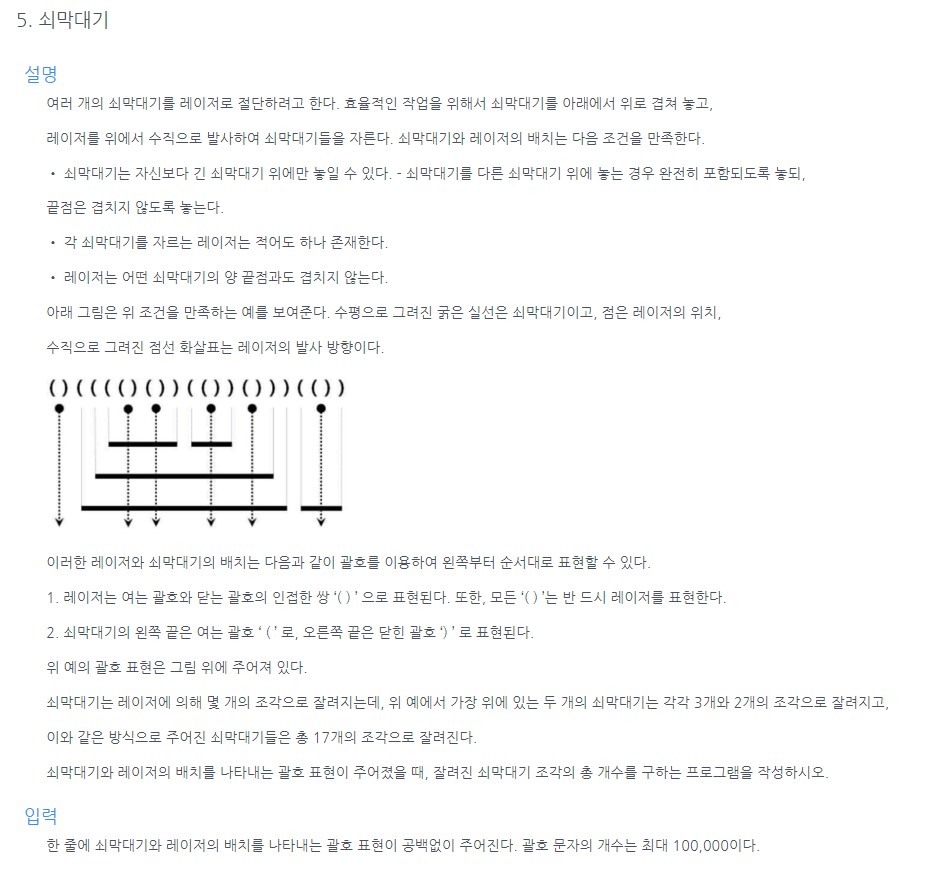 5. 쇠막대기
설명
여러 개의 쇠막대기를 레이저로 절단하려고 한다. 효율적인 작업을 위해서 쇠막대기를 아래에서 위로 겹쳐 놓고,
레이저를 위에서 수직으로 발사하여 쇠막대기들을 자른다. 쇠막대기와 레이저의 배치는 다음 조건을 만족한다.
• 쇠막대기는 자신보다 긴 쇠막대기 위에만 놓일 수 있다. - 쇠막대기를 다른 쇠막대기 위에 놓는 경우 완전히 포함되도록 놓되,
끝점은 겹치지 않도록 놓는다.
• 각 쇠막대기를 자르는 레이저는 적어도 하나 존재한다.
• 레이저는 어떤 쇠막대기의 양 끝점과도 겹치지 않는다.
아래 그림은 위 조건을 만족하는 예를 보여준다. 수평으로 그려진 굵은 실선은 쇠막대기이고, 점은 레이저의 위치,
수직으로 그려진 점선 화살표는 레이저의 발사 방향이다.
()(((()())(())()))(())
이러한 레이저와 쇠막대기의 배치는 다음과 같이 괄호를 이용하여 왼쪽부터 순서대로 표현할 수 있다.
1. 레이저는 여는 괄호와 닫는 괄호의 인접한 쌍 ‘( ) ’ 으로 표현된다. 또한, 모든 ‘( ) ’는 반 드시 레이저를 표현한다.
2. 쇠막대기의 왼쪽 끝은 여는 괄호 ‘ ( ’ 로, 오른쪽 끝은 닫힌 괄호 ‘) ’ 로 표현된다.
위 예의 괄호 표현은 그림 위에 주어져 있다.
쇠막대기는 레이저에 의해 몇 개의 조각으로 잘려지는데, 위 예에서 가장 위에 있는 두 개의 쇠막대기는 각각 3개와 2개의 조각으로 잘려지고,
이와 같은 방식으로 주어진 쇠막대기들은 총 17개의 조각으로 잘려진다.
쇠막대기와 레이저의 배치를 나타내는 괄호 표현이 주어졌을 때, 잘려진 쇠막대기 조각의 총 개수를 구하는 프로그램을 작성하시오.
입력
한 줄에 쇠막대기와 레이저의 배치를 나타내는 괄호 표현이 공백없이 주어진다. 괄호 문자의 개수는 최대 100,000이다.